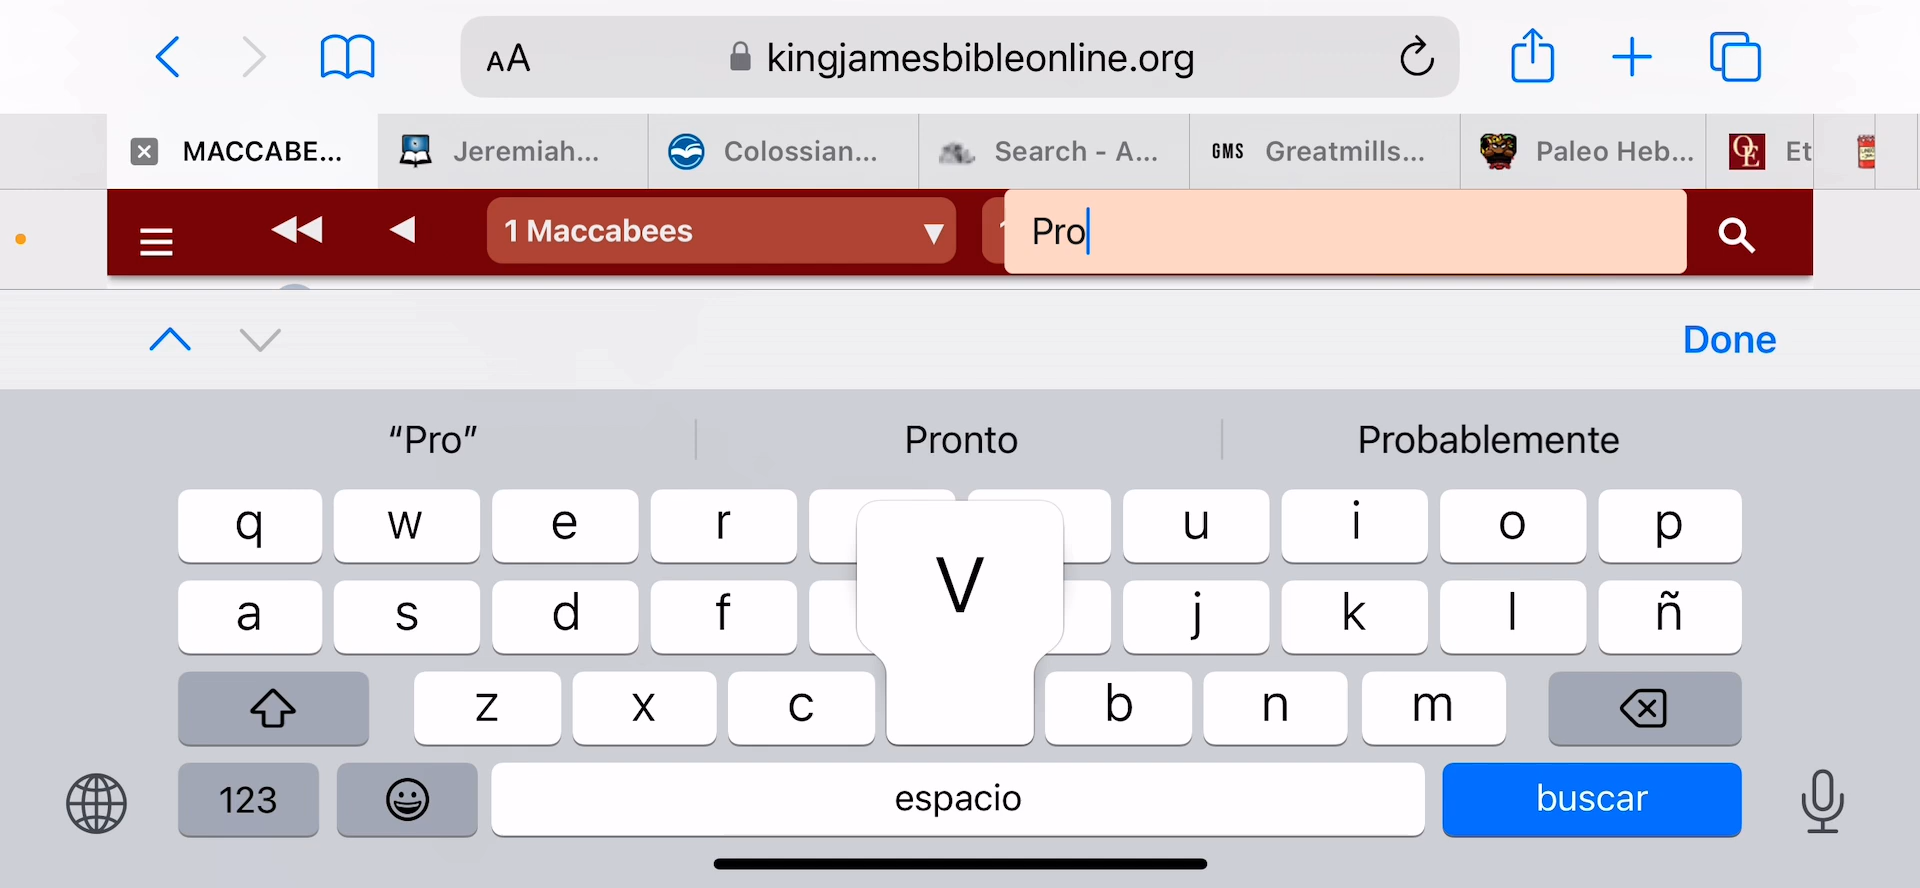 AA kingjamesbibleonline.org
MACCABE... Jeremiah... Colossian... Search - A... GMS Greatmills... Paleo Heb... OE Et
1 Maccabees ▼ Pro
Done
“Pro” Pronto Probablemente
q w e r u i o p
V
a s d f j k l ñ
z x c b n m
123 espacio buscar